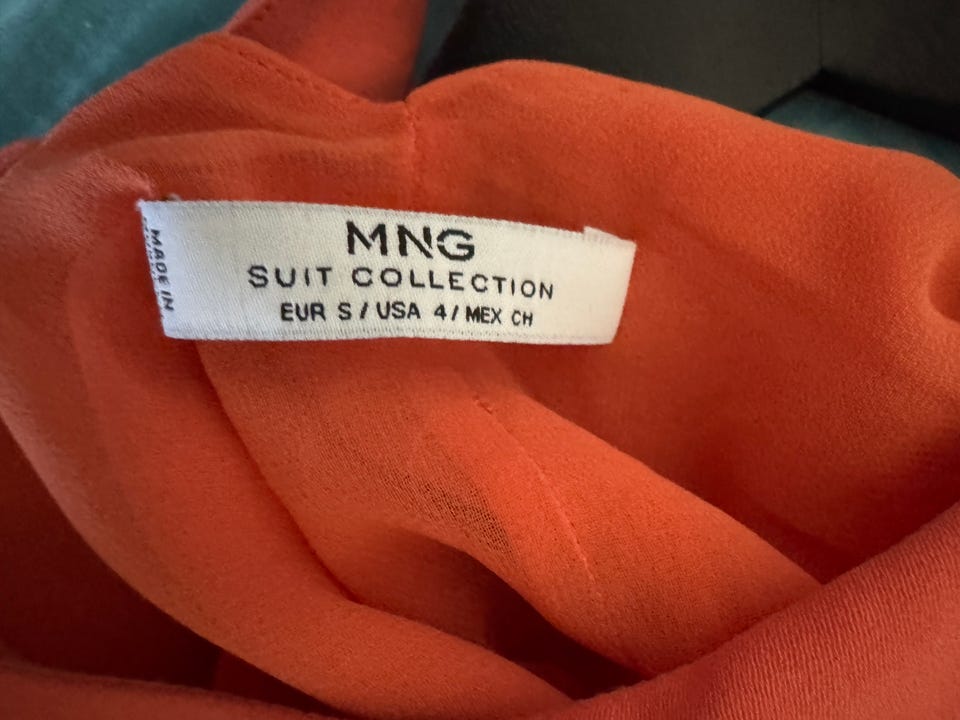 MNG
SUIT COLLECTION
EUR S / USA 4 / MEX CH
MADE IN